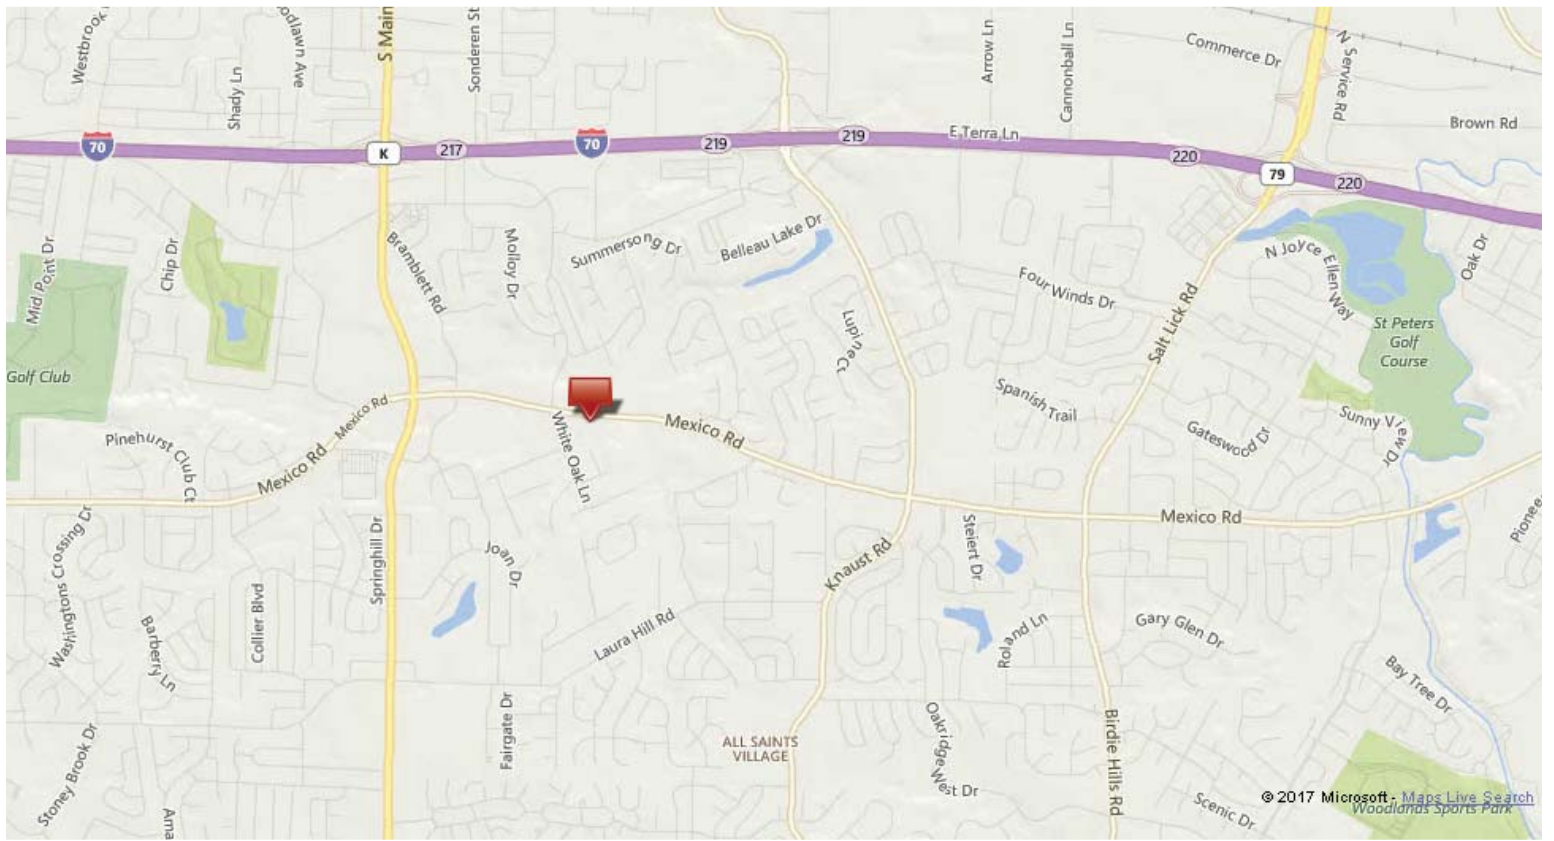 Westbrook
Shady Ln
odlawn Ave
S Main
Sonderen St
Arrow Ln
Cannonball Ln
Commerce Dr
N Service Rd
Brown Rd
70
K
217
70
219
219
E Terra Ln
220
79
220
Mid Point Dr
Chip Dr
Bramblett Rd
Molloy Dr
Summersong Dr
Belleau Lake Dr
Lupine Ct
Four Winds Dr
Salt Lick Rd
N Joyce Ellen Way
Oak Dr
St Peters
Golf
Course
Golf Club
Mexico Rd
Mexico Rd
Pinehurst Club Ct
White Oak Ln
Mexico Rd
Spanish Trail
Gateswood Dr
Sunny View Dr
Mexico Rd
Pionee
Washingtons Crossing Dr
Springhill Dr
Joan Dr
Knaust Rd
Steiert Dr
Collier Blvd
Barberry Ln
Laura Hill Rd
Roland Ln
Gary Glen Dr
Bay Tree Dr
Stoney Brook Dr
Fairgate Dr
ALL SAINTS
VILLAGE
Oakridge West Dr
Birdie Hills Rd
Scenic Dr
Ama
© 2017 Microsoft - Maps Live Search
Woodlands Sports Park